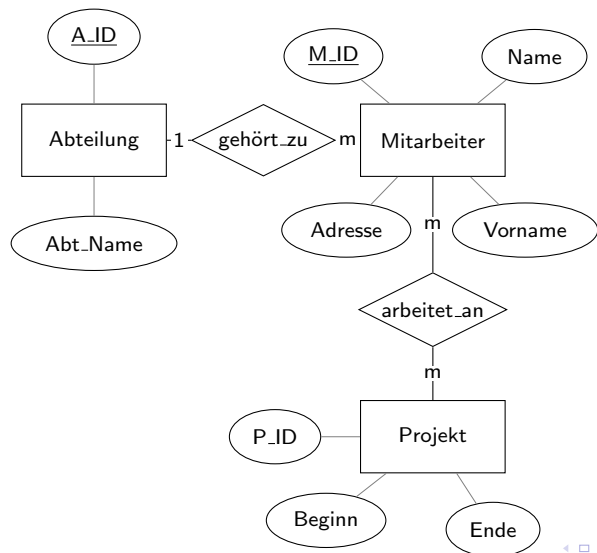 A_ID
M_ID
Name
Abteilung
1
gehört_zu
m
Mitarbeiter
Abt_Name
Adresse
m
Vorname
arbeitet_an
m
P_ID
Projekt
Beginn
Ende